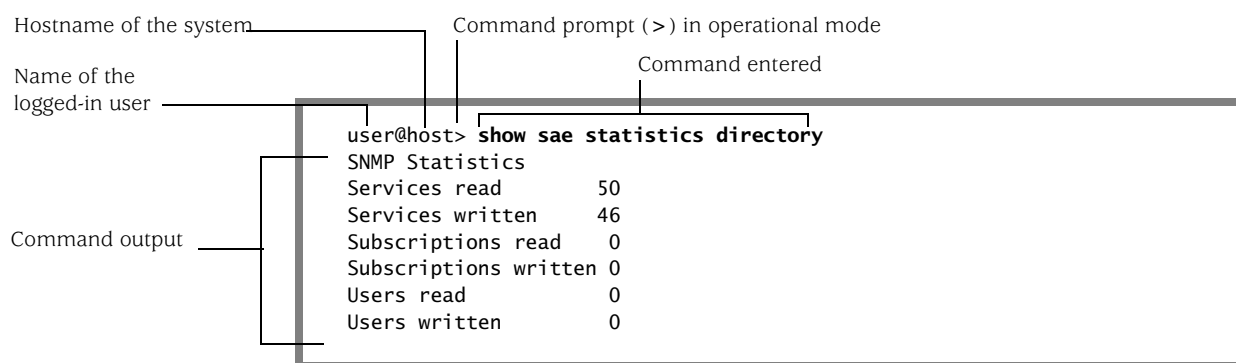 Hostname of the system
Command prompt ( > ) in operational mode
Name of the
logged-in user
Command entered
user@host> show sae statistics directory
SNMP Statistics
Services read 50
Services written 46
Subscriptions read 0
Subscriptions written 0
Users read 0
Users written 0
Command output